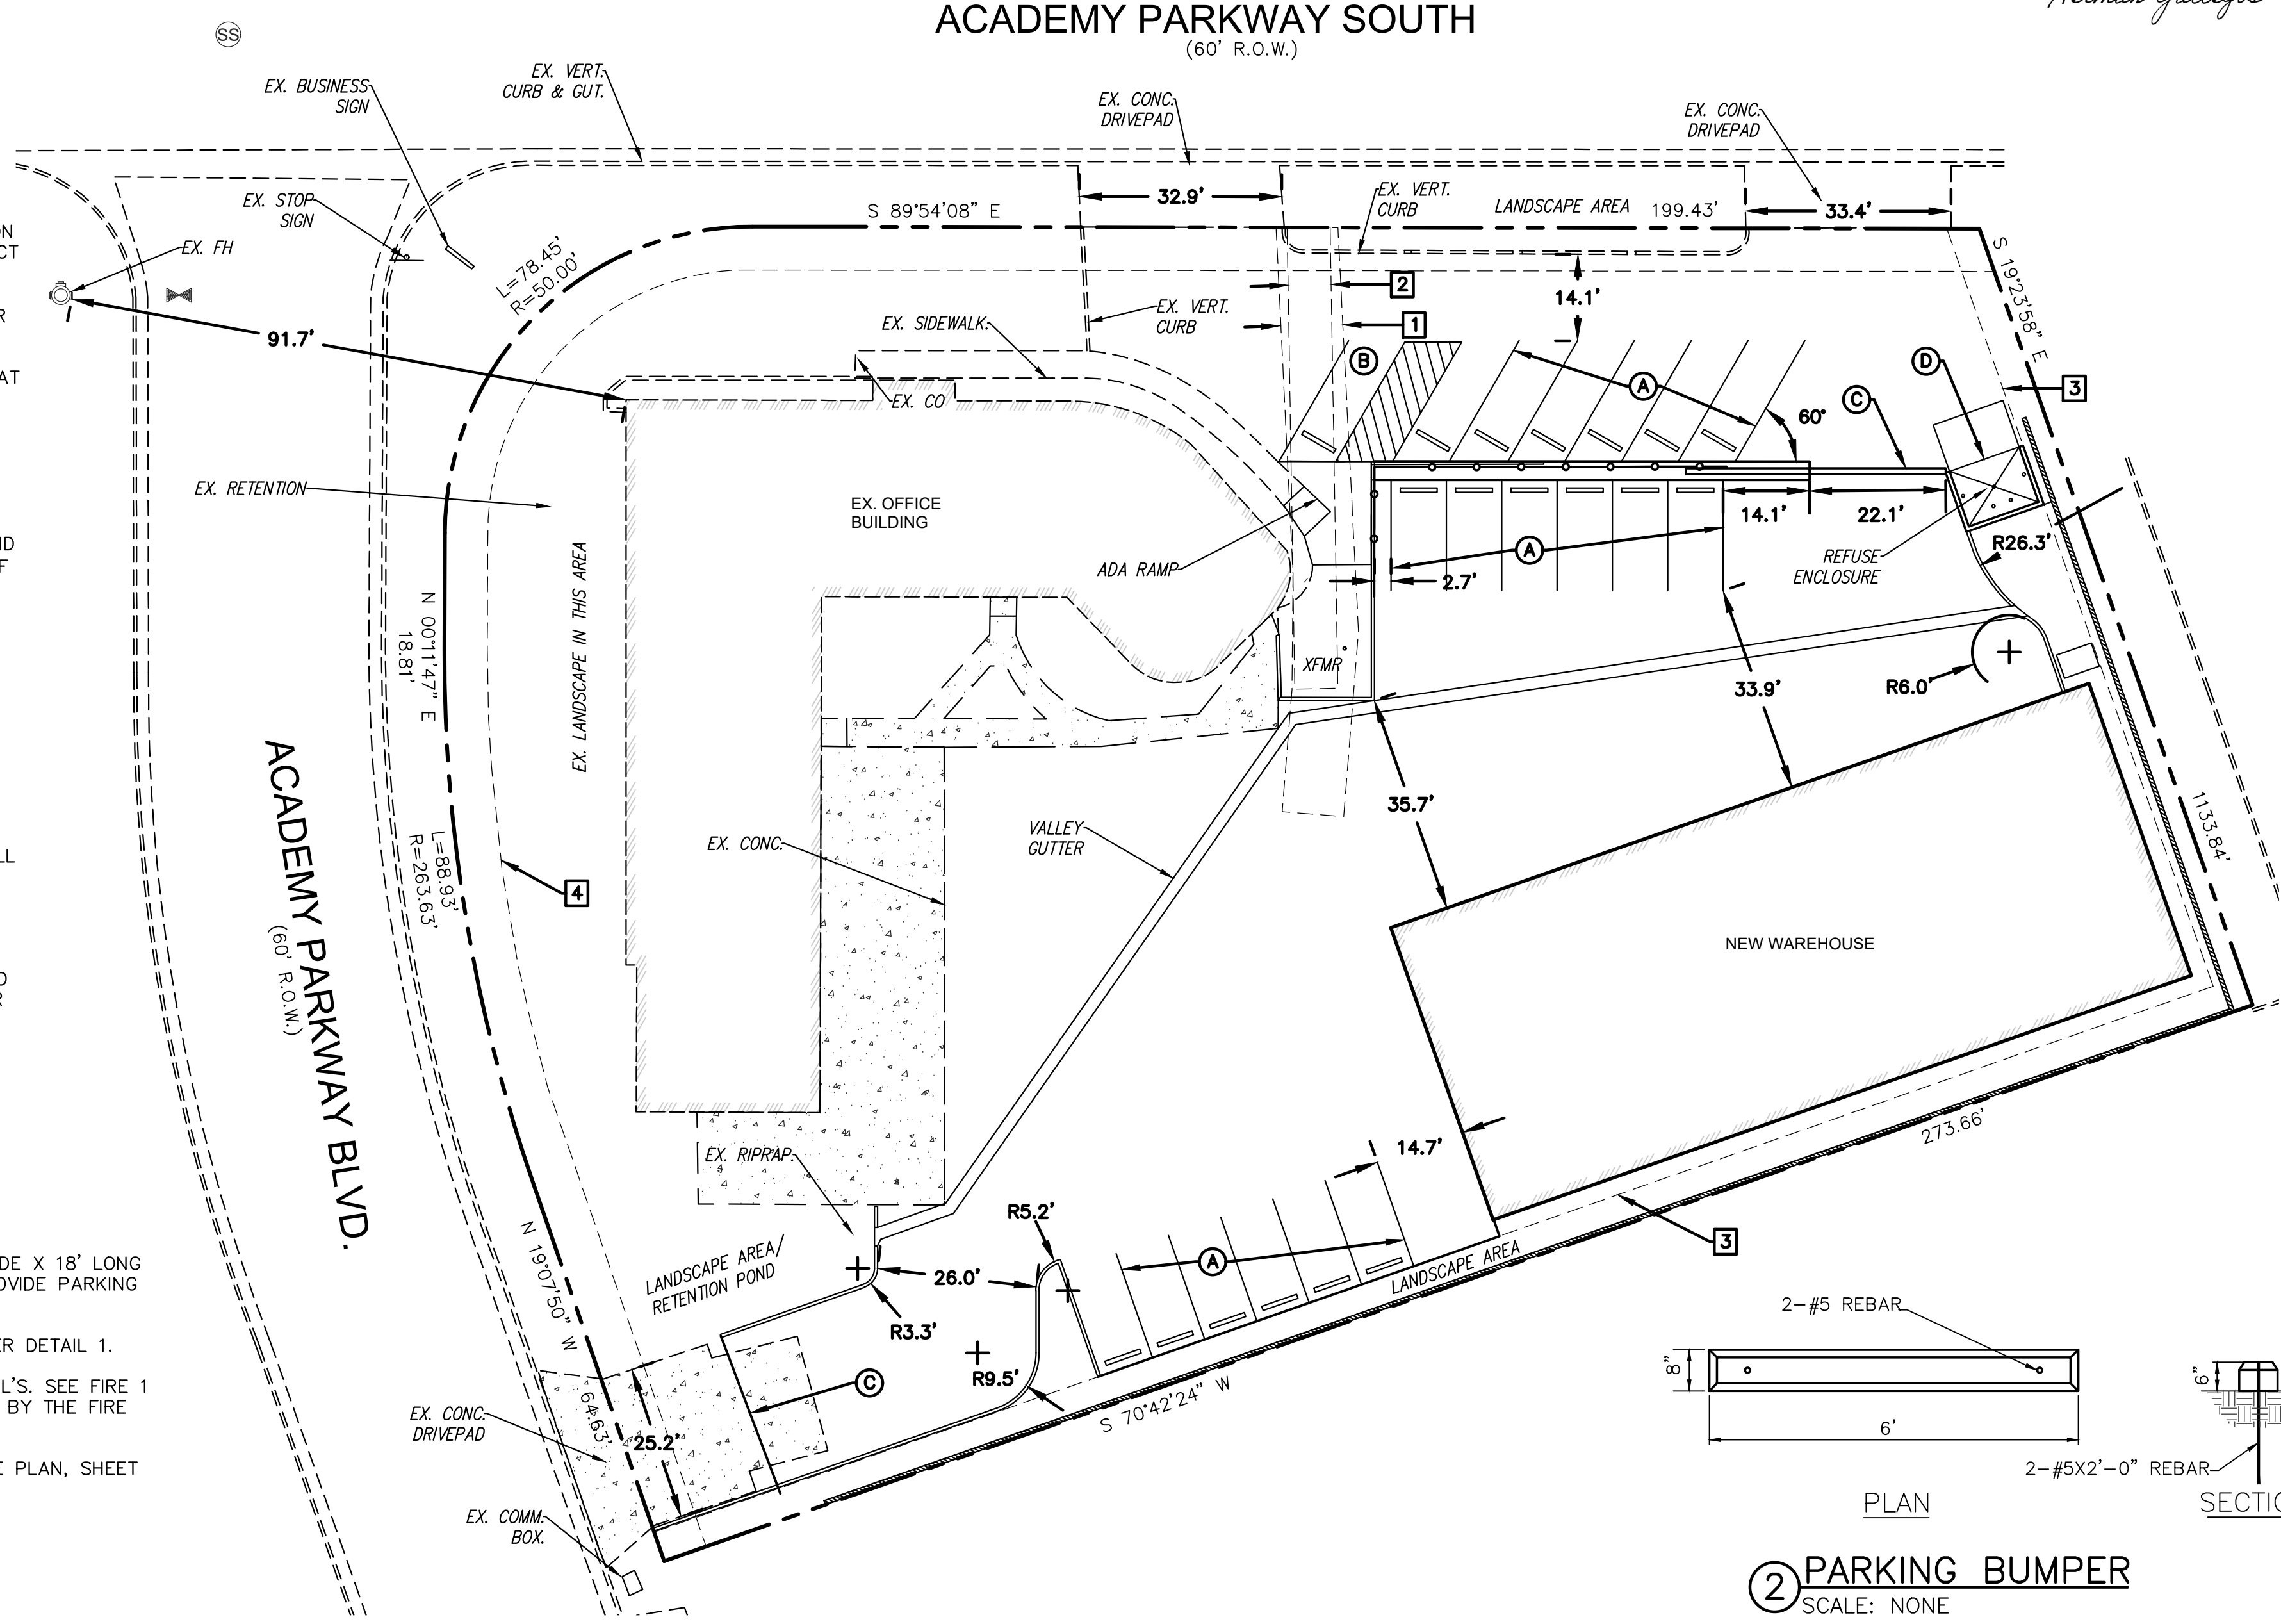 ACADEMY PARKWAY SOUTH
(60' R.O.W.)
Herman Gallegos
SS
EX. BUSINESS
SIGN
EX. VERT.
CURB & GUT.
EX. CONC.
DRIVEPAD
EX. CONC.
DRIVEPAD
EX. STOP
SIGN
EX. FH
91.7'
L=78.45'
R=50.00'
S 89°54'08" E
32.9'
EX. VERT.
CURB
LANDSCAPE AREA
199.43'
33.4'
S 19°23'58" E
2
1
14.1'
EX. VERT.
CURB
EX. SIDEWALK
EX. CO
B
A
60°
C
D
3
EX. RETENTION
EX. OFFICE
BUILDING
EX. LANDSCAPE IN THIS AREA
ADA RAMP
A
2.7'
14.1'
22.1'
REFUSE
ENCLOSURE
R26.3'
N 00°11'47" E
18.81'
XFMR
33.9'
R6.0'
35.7'
1133.84'
ACADEMY PARKWAY BLVD.
(60' R.O.W.)
L=88.93'
R=263.63'
4
EX. CONC.
VALLEY
GUTTER
NEW WAREHOUSE
EX. RIPRAP
14.7'
273.66'
3
R5.2'
A
LANDSCAPE AREA
LANDSCAPE AREA/
RETENTION POND
26.0'
R3.3'
R9.5'
C
N 19°07'50" W
64.63'
25.2'
S 70°42'24" W
EX. CONC.
DRIVEPAD
EX. COMM.
BOX.
ON
CT
R
AT
ND
F
LL
DE X 18' LONG
OVIDE PARKING
ER DETAIL 1.
L'S. SEE FIRE 1
BY THE FIRE
E PLAN, SHEET
2-#5 REBAR
8"
6'
6"
2-#5X2'-0" REBAR
PLAN
SECTIO
2 PARKING BUMPER
SCALE: NONE